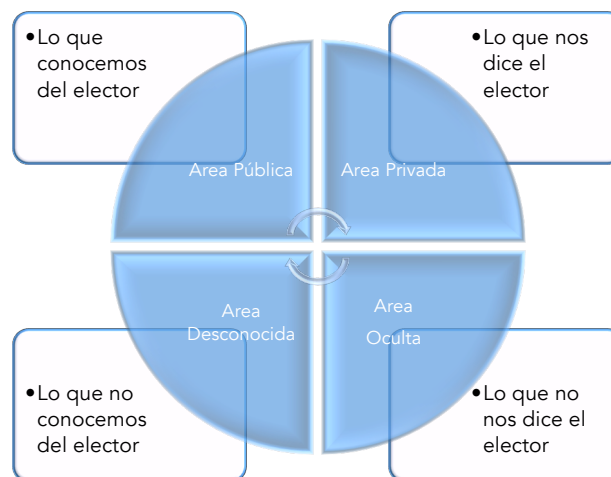 •Lo que
conocemos
del elector
•Lo que nos
dice el
elector
Area Pública
Area Privada
Area
Desconocida
Area
Oculta
•Lo que no
conocemos
del elector
•Lo que no
nos dice el
elector